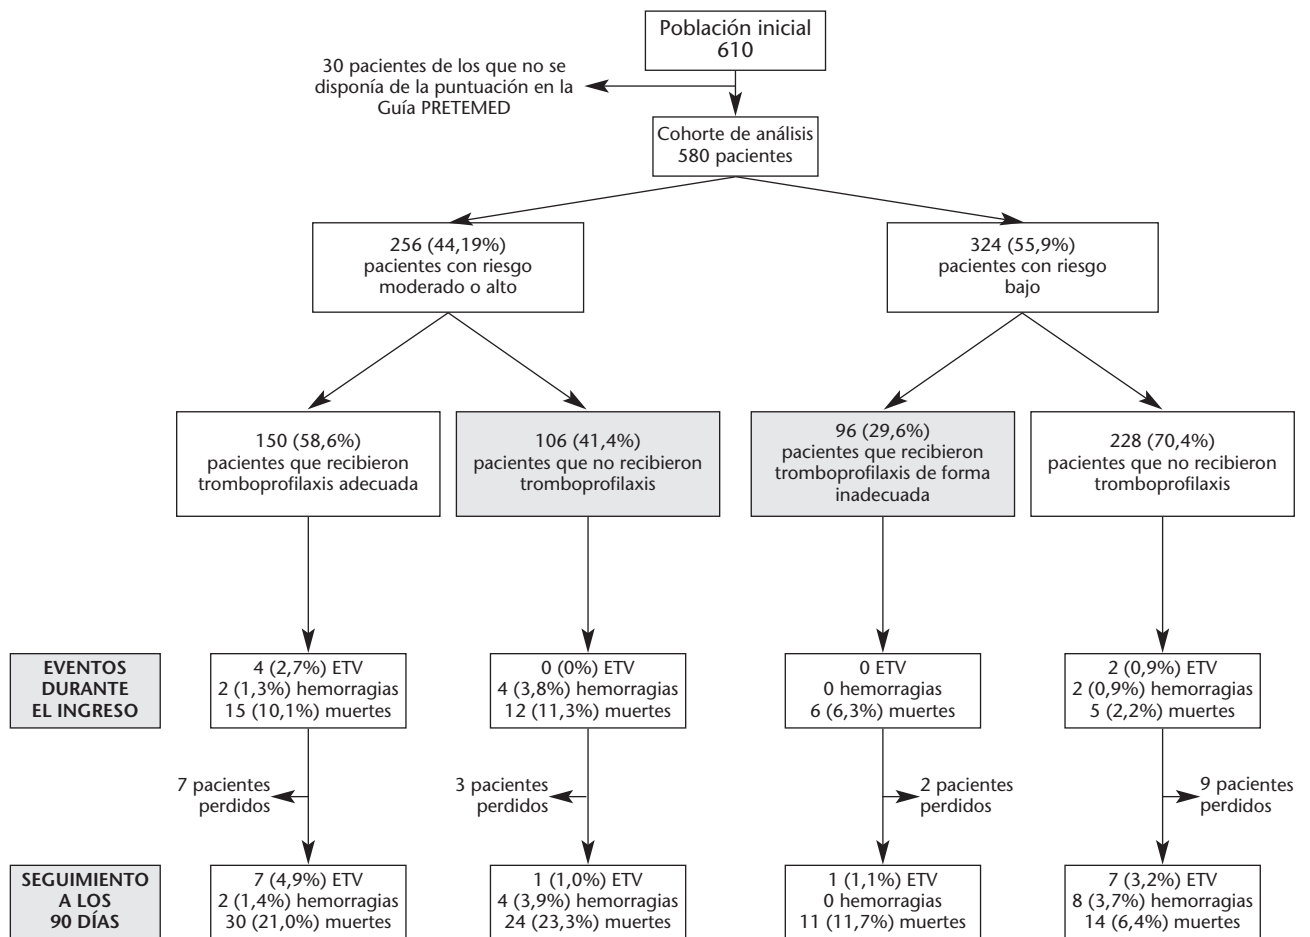 Población inicial
610
30 pacientes de los que no se
disponía de la puntuación en la
Guía PRETEMED
Cohorte de análisis
580 pacientes
256 (44,19%)
pacientes con riesgo
moderado o alto
324 (55,9%)
pacientes con riesgo
bajo
150 (58,6%)
pacientes que recibieron
tromboprofilaxis adecuada
106 (41,4%)
pacientes que no recibieron
tromboprofilaxis
96 (29,6%)
pacientes que recibieron
tromboprofilaxis de forma
inadecuada
228 (70,4%)
pacientes que no recibieron
tromboprofilaxis
EVENTOS
DURANTE
EL INGRESO
4 (2,7%) ETV
2 (1,3%) hemorragias
15 (10,1%) muertes
0 (0%) ETV
4 (3,8%) hemorragias
12 (11,3%) muertes
0 ETV
0 hemorragias
6 (6,3%) muertes
2 (0,9%) ETV
2 (0,9%) hemorragias
5 (2,2%) muertes
7 pacientes
perdidos
3 pacientes
perdidos
2 pacientes
perdidos
9 pacientes
perdidos
SEGUIMIENTO
A LOS
90 DÍAS
7 (4,9%) ETV
2 (1,4%) hemorragias
30 (21,0%) muertes
1 (1,0%) ETV
4 (3,9%) hemorragias
24 (23,3%) muertes
1 (1,1%) ETV
0 hemorragias
11 (11,7%) muertes
7 (3,2%) ETV
8 (3,7%) hemorragias
14 (6,4%) muertes